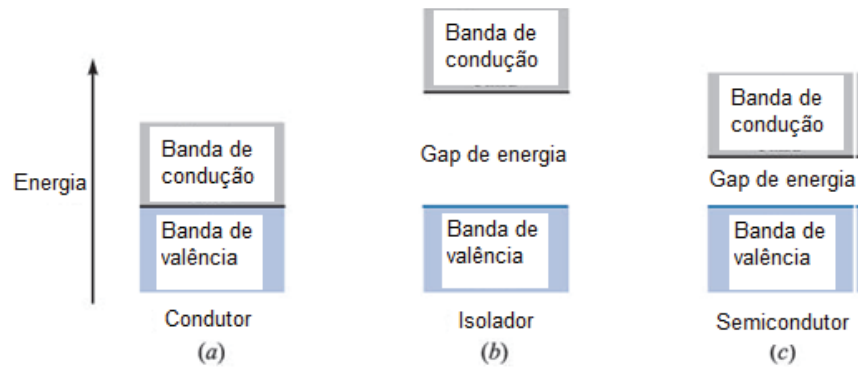 Energia
Banda de
condução
Banda de
valência
Condutor
(a)
Banda de
condução
Gap de energia
Banda de
valência
Isolador
(b)
Banda de
condução
Gap de energia
Banda de
valência
Semicondutor
(c)